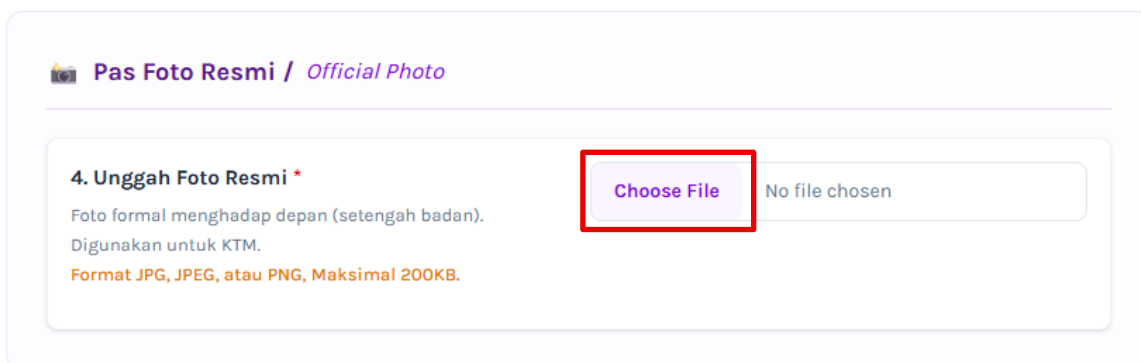 Pas Foto Resmi / Official Photo
4. Unggah Foto Resmi *
Choose File No file chosen
Foto formal menghadap depan (setengah badan).
Digunakan untuk KTM.
Format JPG, JPEG, atau PNG, Maksimal 200KB.